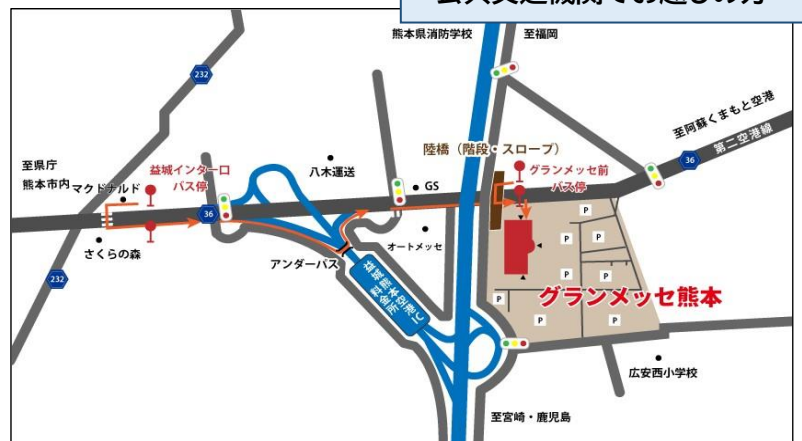 公共交通機関でお越しの方
熊本県消防学校
至福岡
232
至阿蘇くまもと空港
第二空港線
36
陸橋（階段・スロープ）
八木運送
益城インター口
バス停
グランメッセ前
バス停
至県庁
熊本市内
マクドナルド
GS
36
さくらの森
アンダーパス
オートメッセ
益城熊本空港IC
料金所
232
P
P
P
P
P
P
P
グランメッセ熊本
広安西小学校
至宮崎・鹿児島